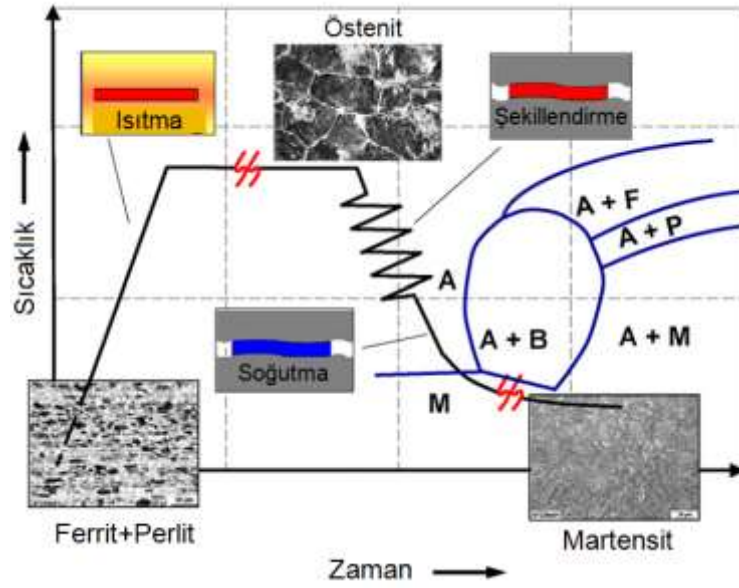 Östenit
Isıtma
Şekillendirme
Sıcaklık
A + F
A + P
A
A + B
A + M
Soğutma
M
Ferrit+Perlit
Martensit
Zaman